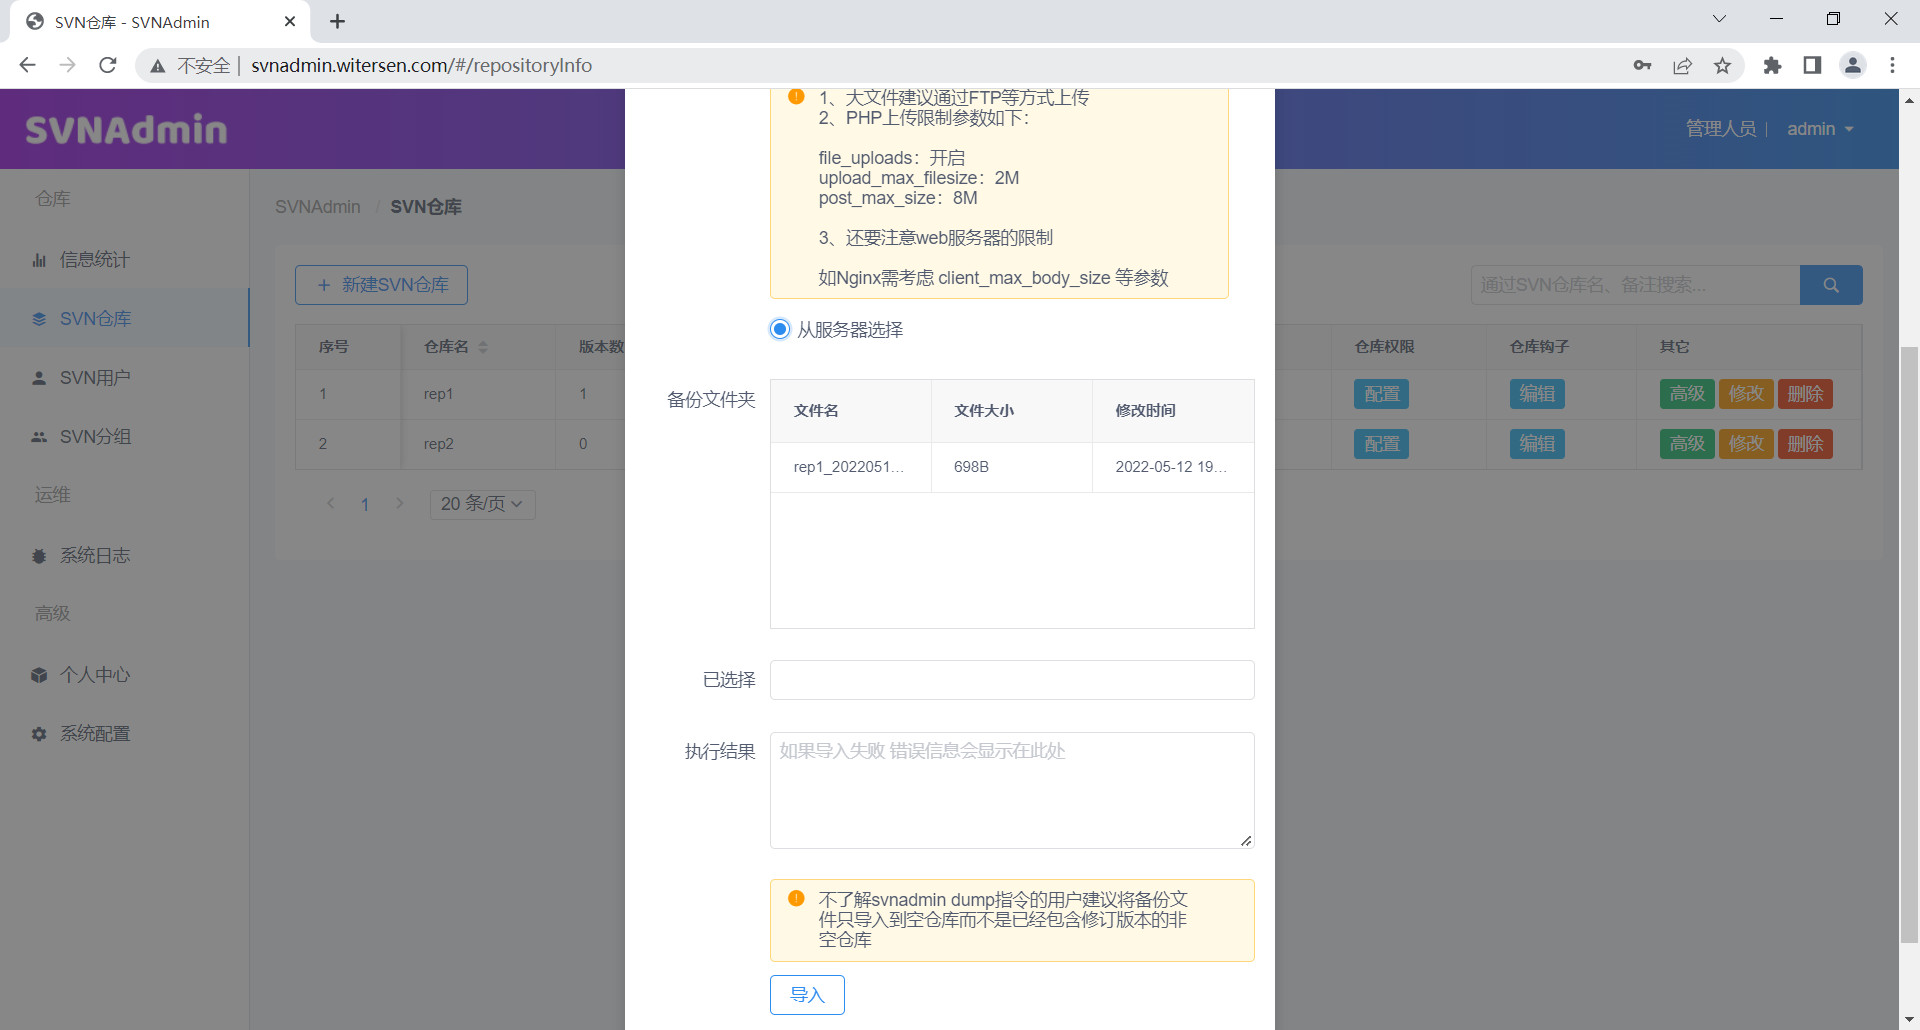 SVN仓库 - SVNAdmin
不安全
svnadmin.witersen.com/#/repositoryInfo
SVNAdmin
管理人员
admin
仓库
信息统计
SVN仓库
SVN用户
SVN分组
运维
系统日志
高级
个人中心
系统配置
SVNAdmin / SVN仓库
+ 新建SVN仓库
通过SVN仓库名、备注搜索...
序号 仓库名 版本数 仓库权限 仓库钩子 其它
1 rep1 1 配置 编辑 高级 修改 删除
2 rep2 0 配置 编辑 高级 修改 删除
1
20 条/页
1、大文件建议通过FTP等方式上传
2、PHP上传限制参数如下：
file_uploads：开启
upload_max_filesize：2M
post_max_size：8M
3、还要注意web服务器的限制
如Nginx需考虑 client_max_body_size 等参数
从服务器选择
备份文件夹
文件名 文件大小 修改时间
rep1_2022051... 698B 2022-05-12 19...
已选择
执行结果
如果导入失败 错误信息会显示在此处
不了解svnadmin dump指令的用户建议将备份文
件只导入到空仓库而不是已经包含修订版本的非
空仓库
导入